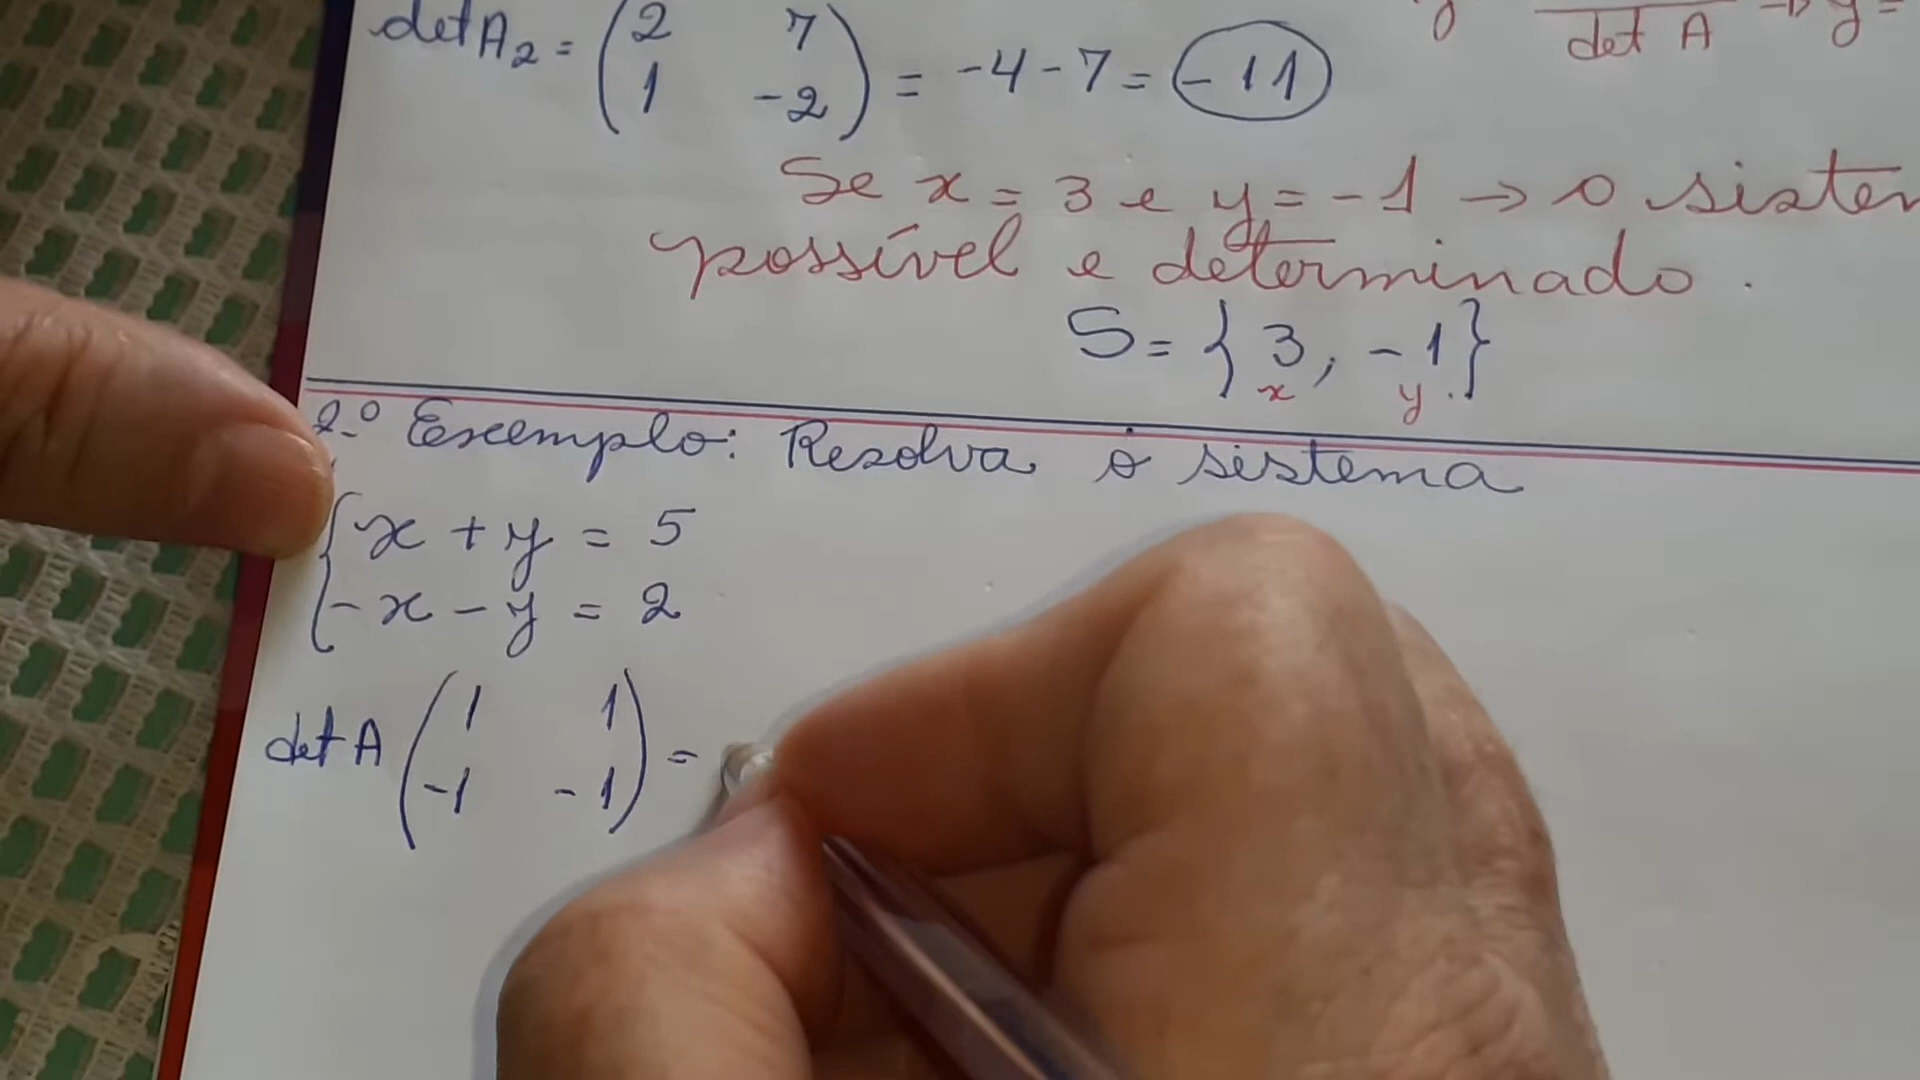 det A2 = (2 7
1 -2) = -4-7 = -11
det A → y =
Se x = 3 e y = -1 → o
possível e determinado.
S = {3, -1}
x y
2º Exemplo: Resolva o sistema
x + y = 5
-x - y = 2
det A (1 1
-1 -1) =